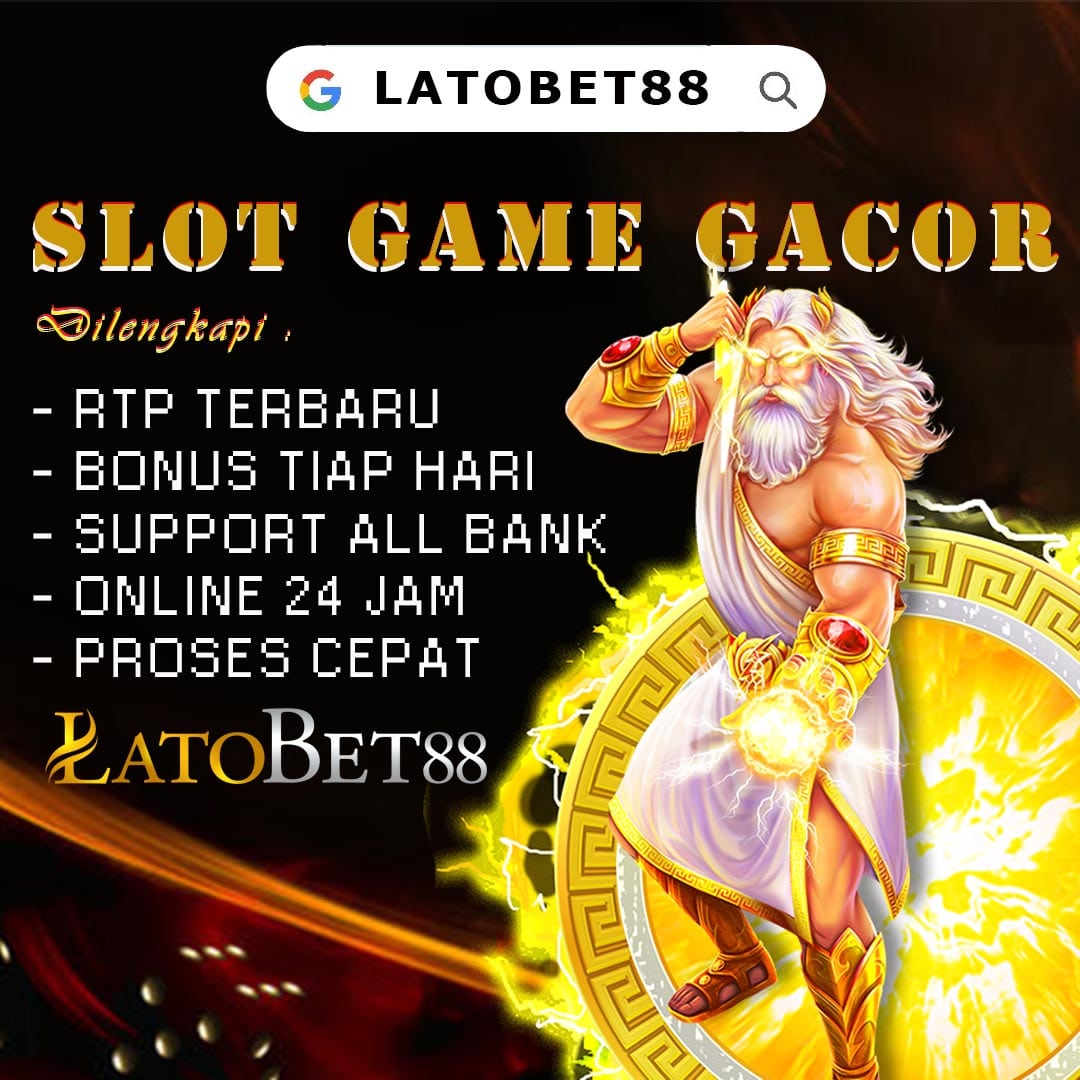 LATOBET88
SLOT GAME GACOR
Dilengkapi :
- RTP TERBARU
- BONUS TIAP HARI
- SUPPORT ALL BANK
- ONLINE 24 JAM
- PROSES CEPAT
LATOBET88